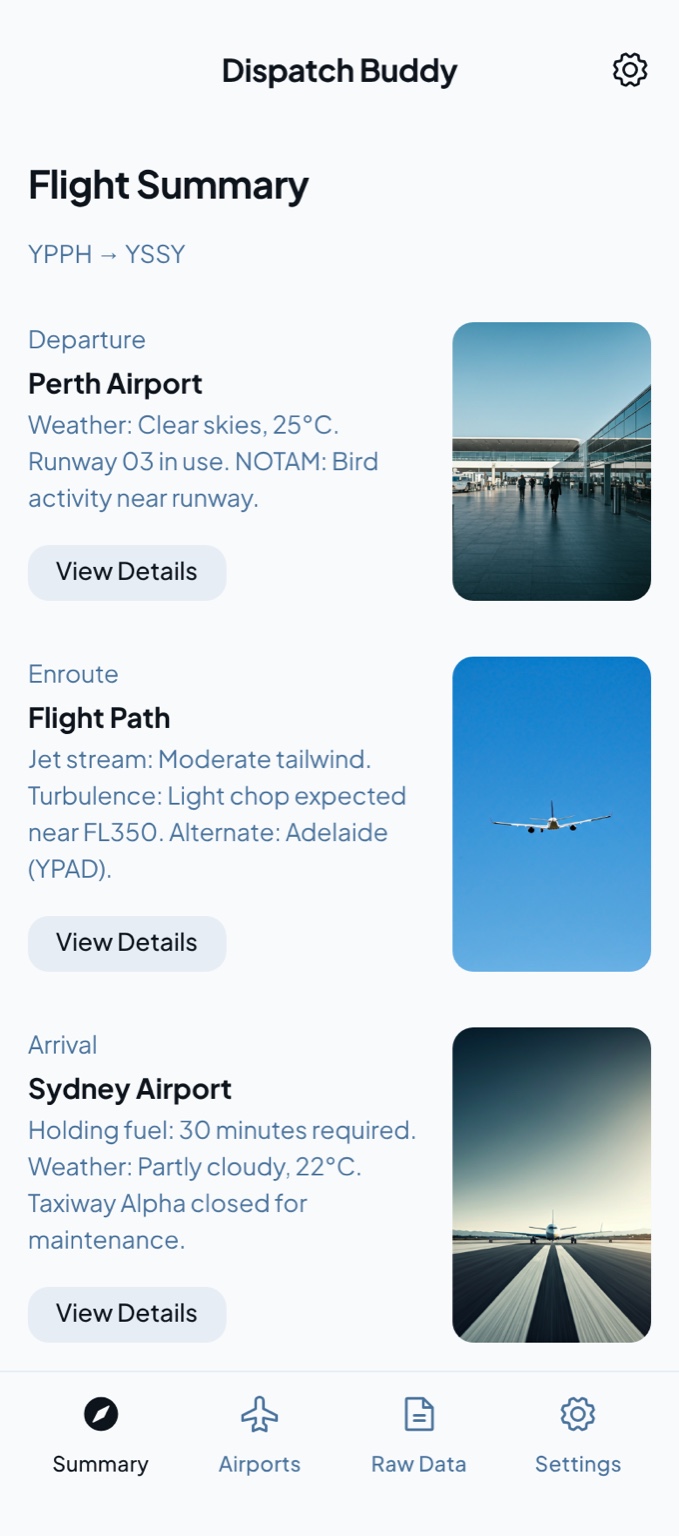 Dispatch Buddy
Flight Summary
YPPH → YSSY
Departure
Perth Airport
Weather: Clear skies, 25°C.
Runway 03 in use. NOTAM: Bird
activity near runway.
View Details
Enroute
Flight Path
Jet stream: Moderate tailwind.
Turbulence: Light chop expected
near FL350. Alternate: Adelaide
(YPAD).
View Details
Arrival
Sydney Airport
Holding fuel: 30 minutes required.
Weather: Partly cloudy, 22°C.
Taxiway Alpha closed for
maintenance.
View Details
Summary
Airports
Raw Data
Settings